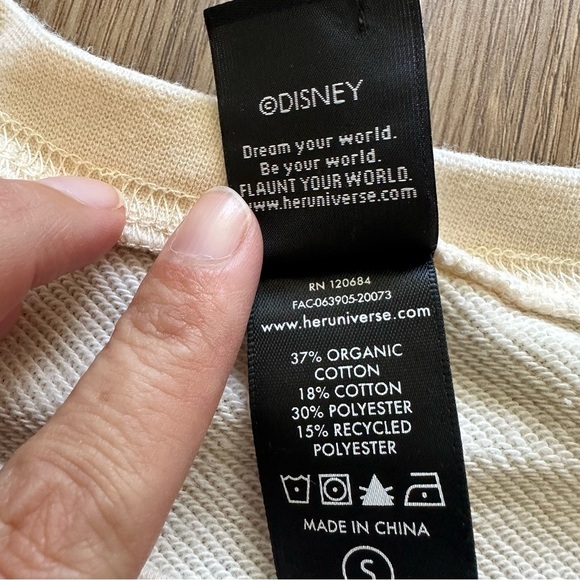 ©DISNEY
Dream your world.
Be your world.
FLAUNT YOUR WORLD.
www.heruniverse.com
RN 120684
FAC-063905-20073
www.heruniverse.com
37% ORGANIC
COTTON
18% COTTON
30% POLYESTER
15% RECYCLED
POLYESTER
MADE IN CHINA
S